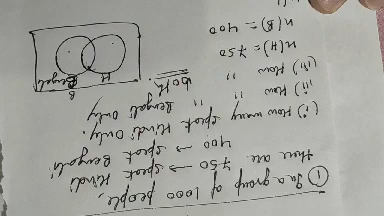 ① In a group of 1000 people,
there are 750 → speak Hindi
400 → speak Bengali
(i) How many speak Hindi Only.
(ii) How " " Bengali Only
(iii) How " " both.
n(H) = 750
n(B) = 400
H
B
Bengali